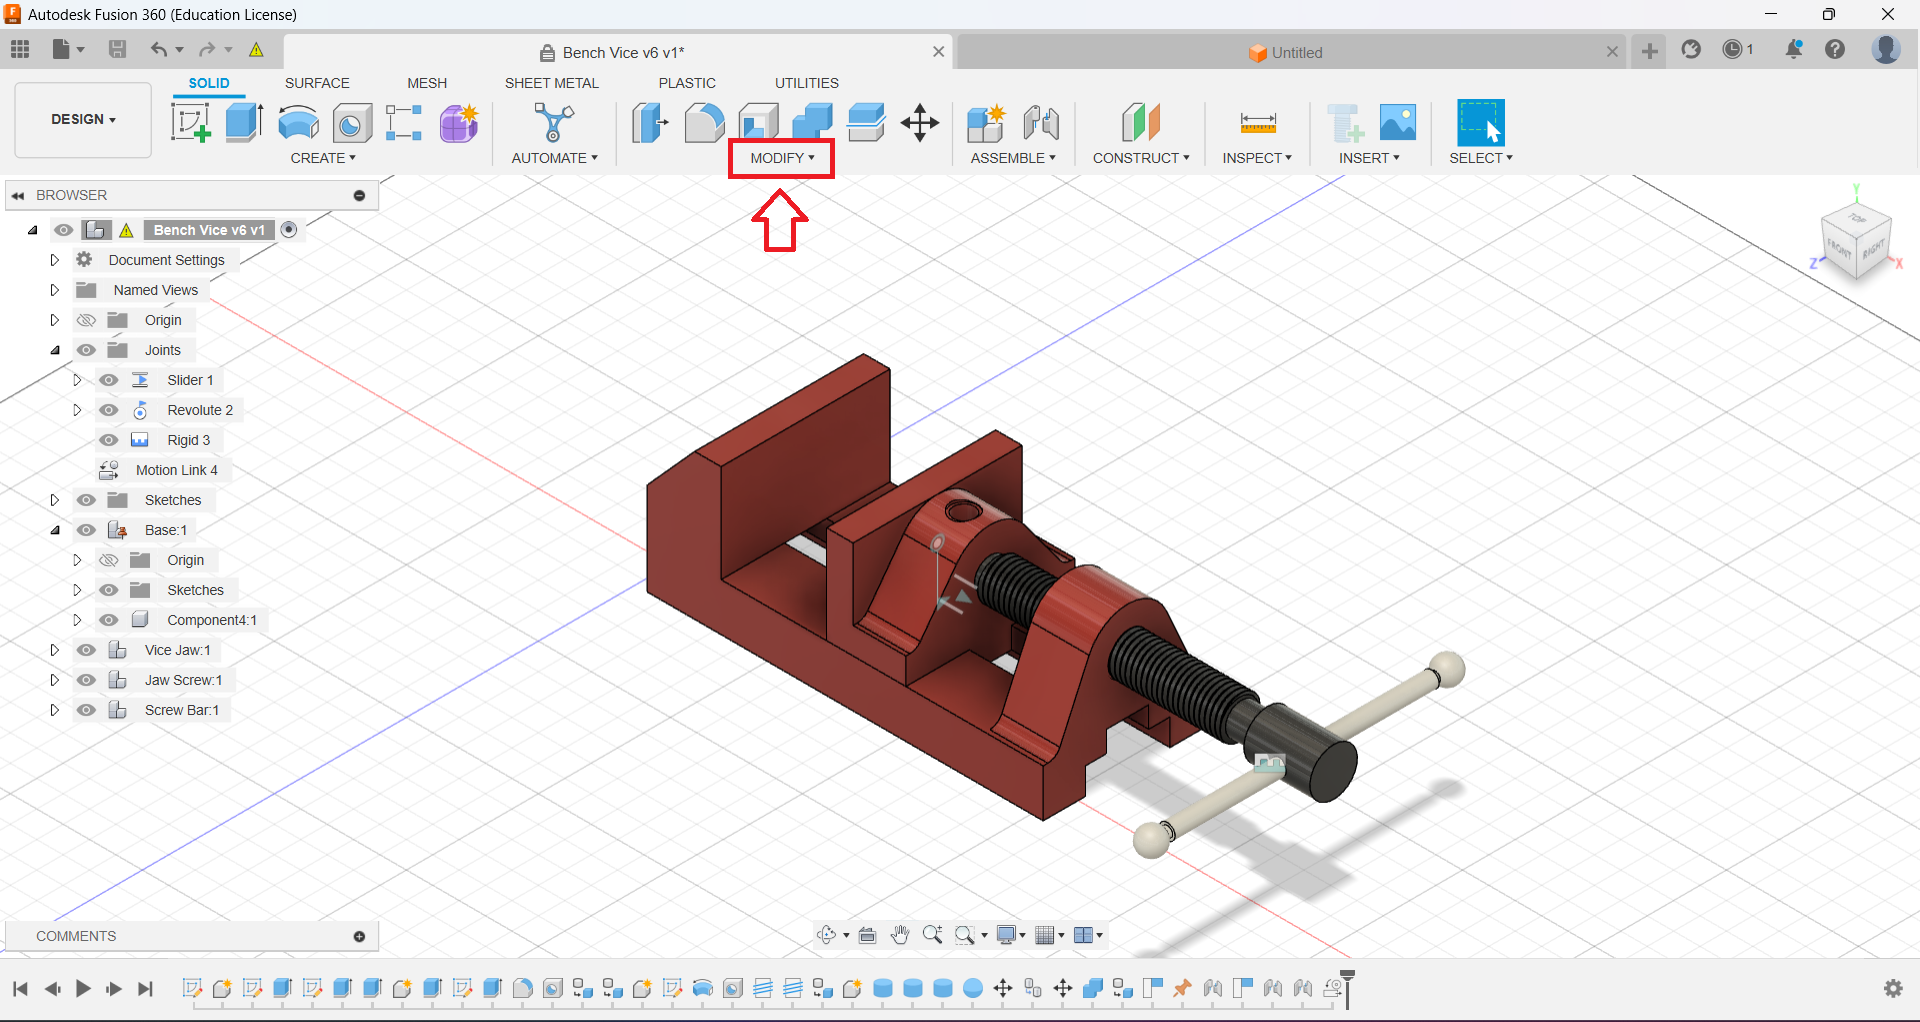 Autodesk Fusion 360 (Education License)
Bench Vice v6 v1*
Untitled
1
SOLID
SURFACE
MESH
SHEET METAL
PLASTIC
UTILITIES
DESIGN
CREATE
AUTOMATE
MODIFY
ASSEMBLE
CONSTRUCT
INSPECT
INSERT
SELECT
BROWSER
Bench Vice v6 v1
Document Settings
Named Views
Origin
Joints
Slider 1
Revolute 2
Rigid 3
Motion Link 4
Sketches
Base:1
Origin
Sketches
Component4:1
Vice Jaw:1
Jaw Screw:1
Screw Bar:1
Y
TOP
FRONT
RIGHT
Z
X
COMMENTS